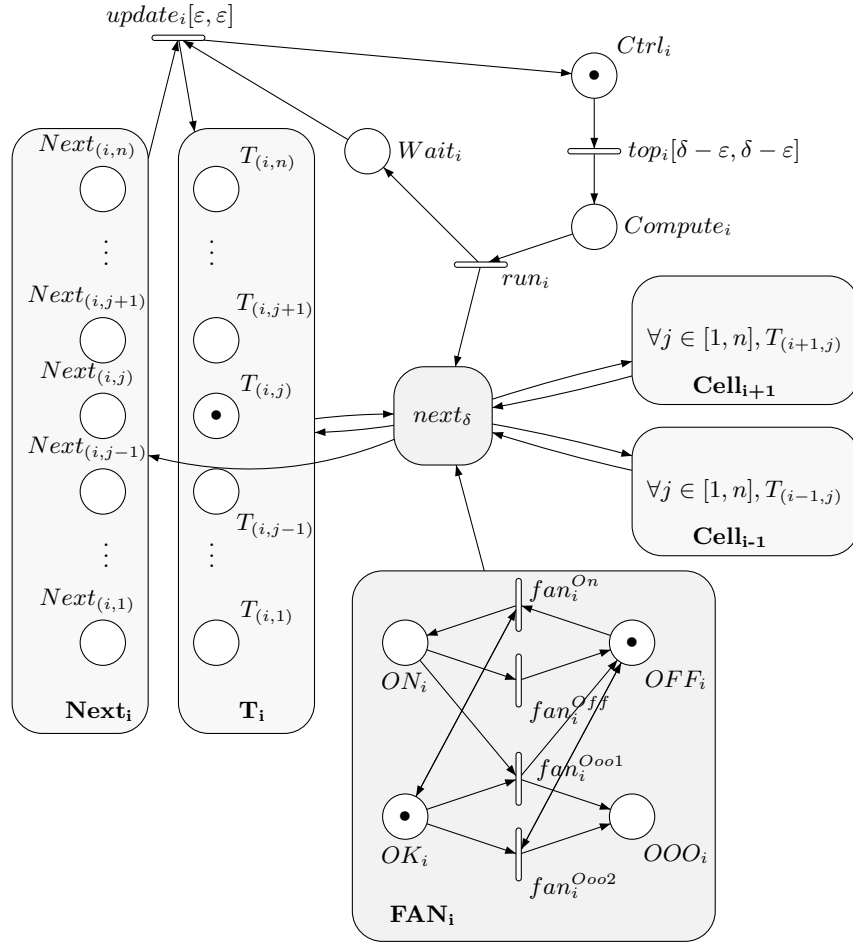 update_i[ε, ε]
Ctrl_i
top_i[δ − ε, δ − ε]
Wait_i
Compute_i
run_i
Next_(i,n)
⋮
Next_(i,j+1)
Next_(i,j)
Next_(i,j−1)
⋮
Next_(i,1)
Next_i
T_(i,n)
⋮
T_(i,j+1)
T_(i,j)
T_(i,j−1)
⋮
T_(i,1)
T_i
next_δ
∀j ∈ [1, n], T_(i+1,j)
Cell_i+1
∀j ∈ [1, n], T_(i−1,j)
Cell_i-1
fan_i^On
ON_i
OFF_i
fan_i^Off
fan_i^Ooo1
OK_i
OOO_i
fan_i^Ooo2
FAN_i